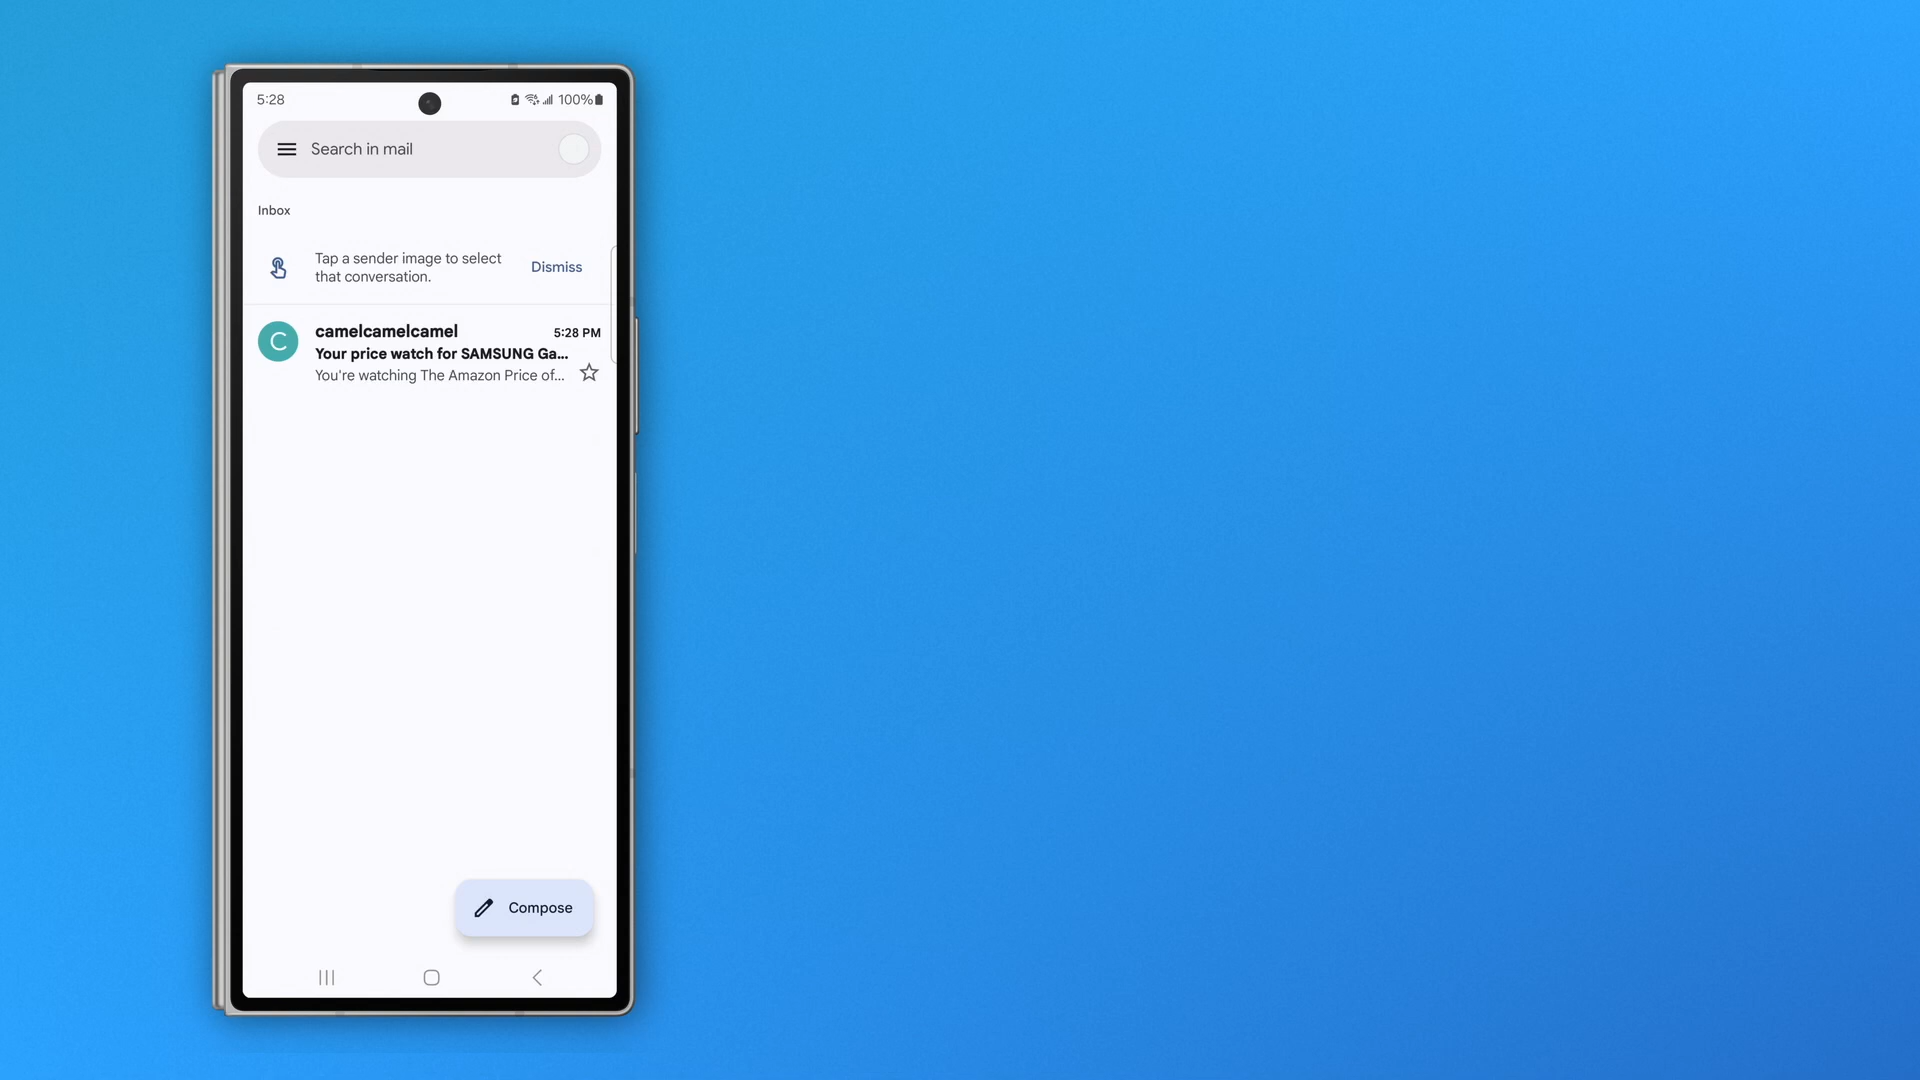 5:28
100%
Search in mail
Inbox
Tap a sender image to select
that conversation.
Dismiss
C
camelcamelcamel
5:28 PM
Your price watch for SAMSUNG Ga...
You're watching The Amazon Price of...
Compose